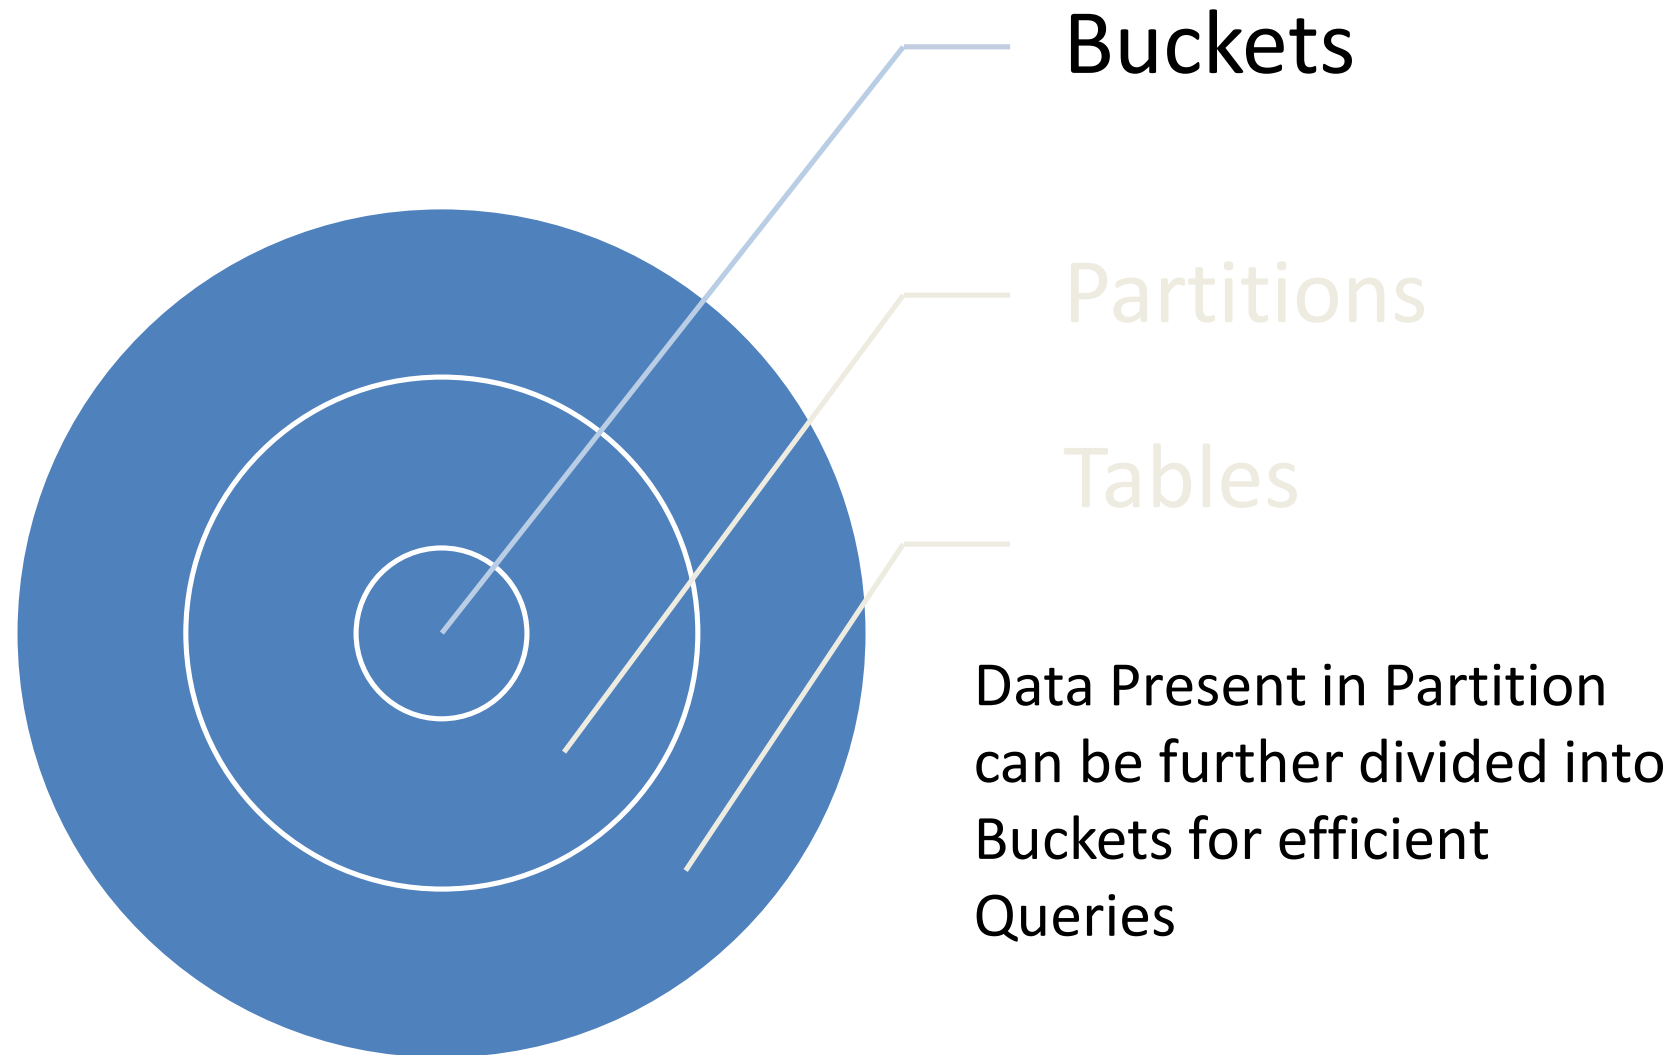 Buckets
Partitions
Tables
Data Present in Partition
can be further divided into
Buckets for efficient
Queries